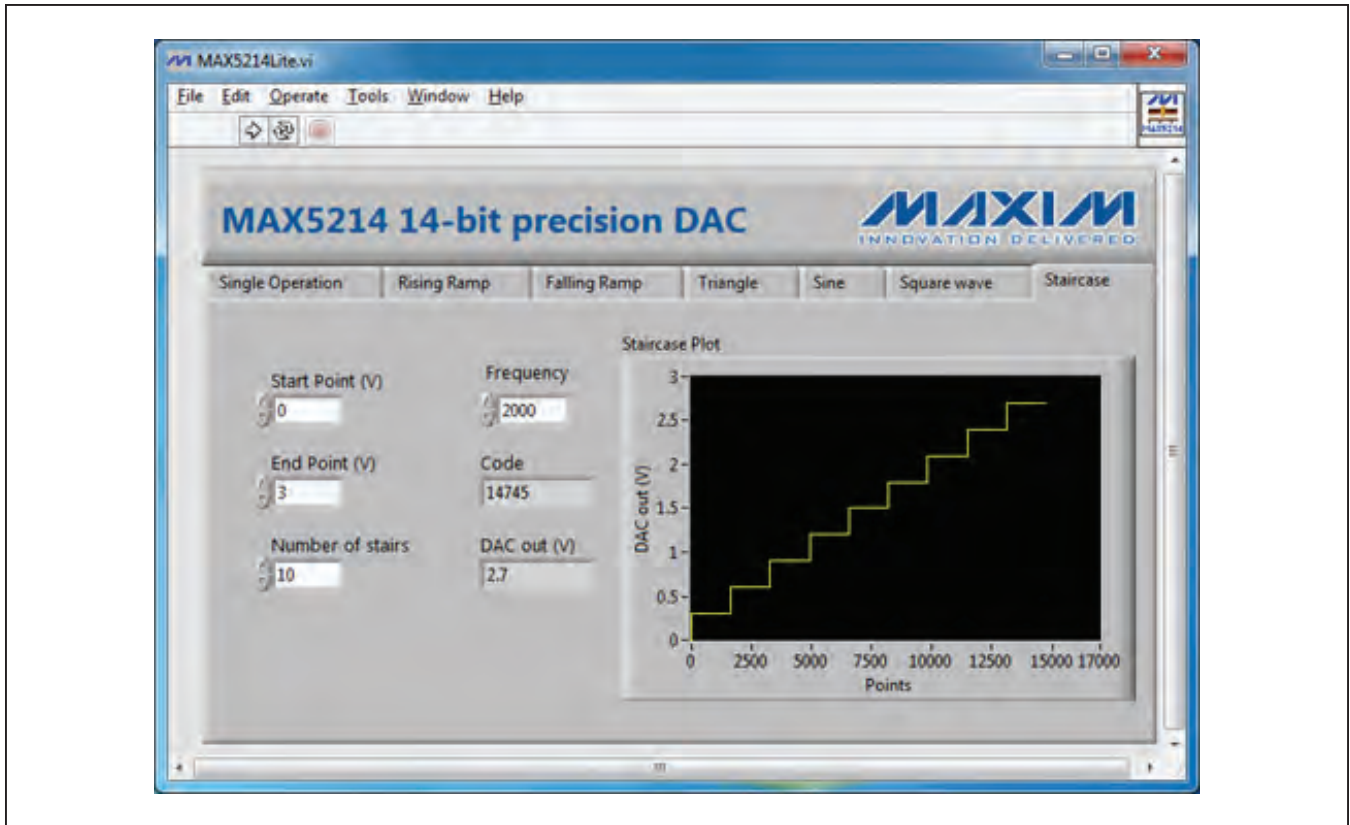 MAX5214Lite.vi
File Edit Operate Tools Window Help
MAX5214
MAX5214 14-bit precision DAC
MAXIM
INNOVATION DELIVERED
Single Operation Rising Ramp Falling Ramp Triangle Sine Square wave Staircase
Staircase Plot
Start Point (V)
0
Frequency
2000
End Point (V)
3
Code
14745
Number of stairs
10
DAC out (V)
2.7
DAC out (V)
3
2.5
2
1.5
1
0.5
0
0 2500 5000 7500 10000 12500 15000 17000
Points